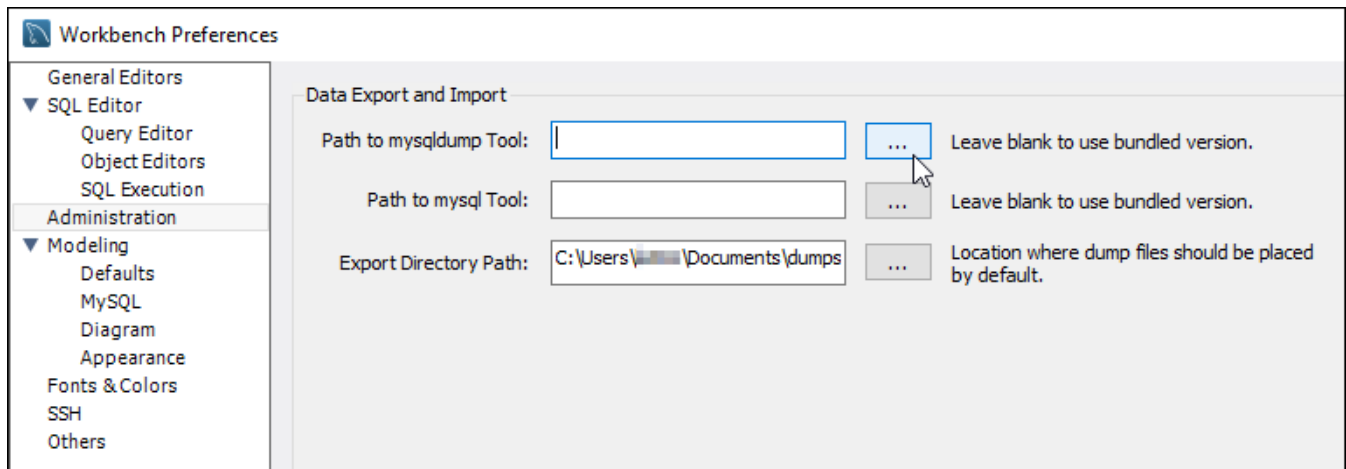 Workbench Preferences
General Editors
SQL Editor
Query Editor
Object Editors
SQL Execution
Administration
Modeling
Defaults
MySQL
Diagram
Appearance
Fonts & Colors
SSH
Others
Data Export and Import
Path to mysqldump Tool:
...
Leave blank to use bundled version.
Path to mysql Tool:
...
Leave blank to use bundled version.
Export Directory Path:
C:\Users\ \Documents\dumps
...
Location where dump files should be placed
by default.